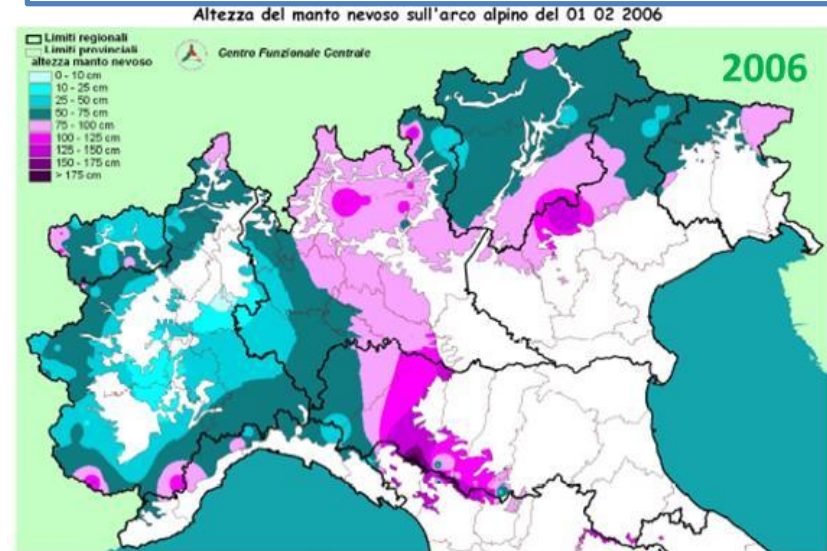 Altezza del manto nevoso sull'arco alpino del 01 02 2006
Limiti regionali
Limiti provinciali
altezza manto nevoso
0 - 10 cm
10 - 25 cm
25 - 50 cm
50 - 75 cm
75 - 100 cm
100 - 125 cm
125 - 150 cm
150 - 175 cm
> 175 cm
Centro Funzionale Centrale
2006